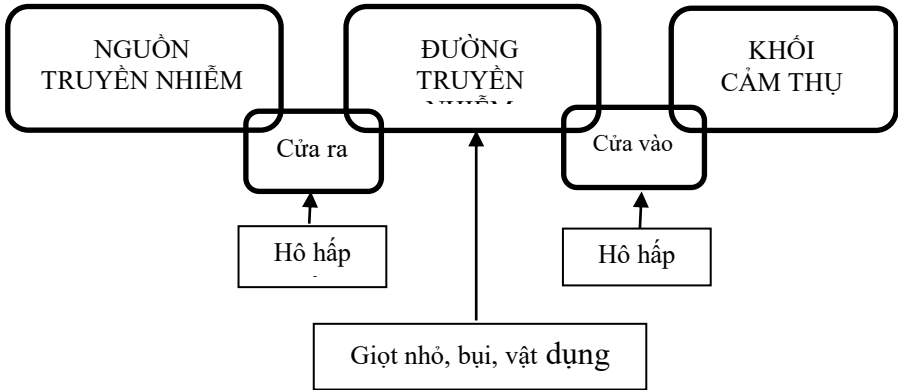 NGUỒN
TRUYỀN NHIỄM
ĐƯỜNG
TRUYỀN
NHIỄM
KHỐI
CẢM THỤ
Cửa ra
Cửa vào
Hô hấp
Hô hấp
Giọt nhỏ, bụi, vật dụng